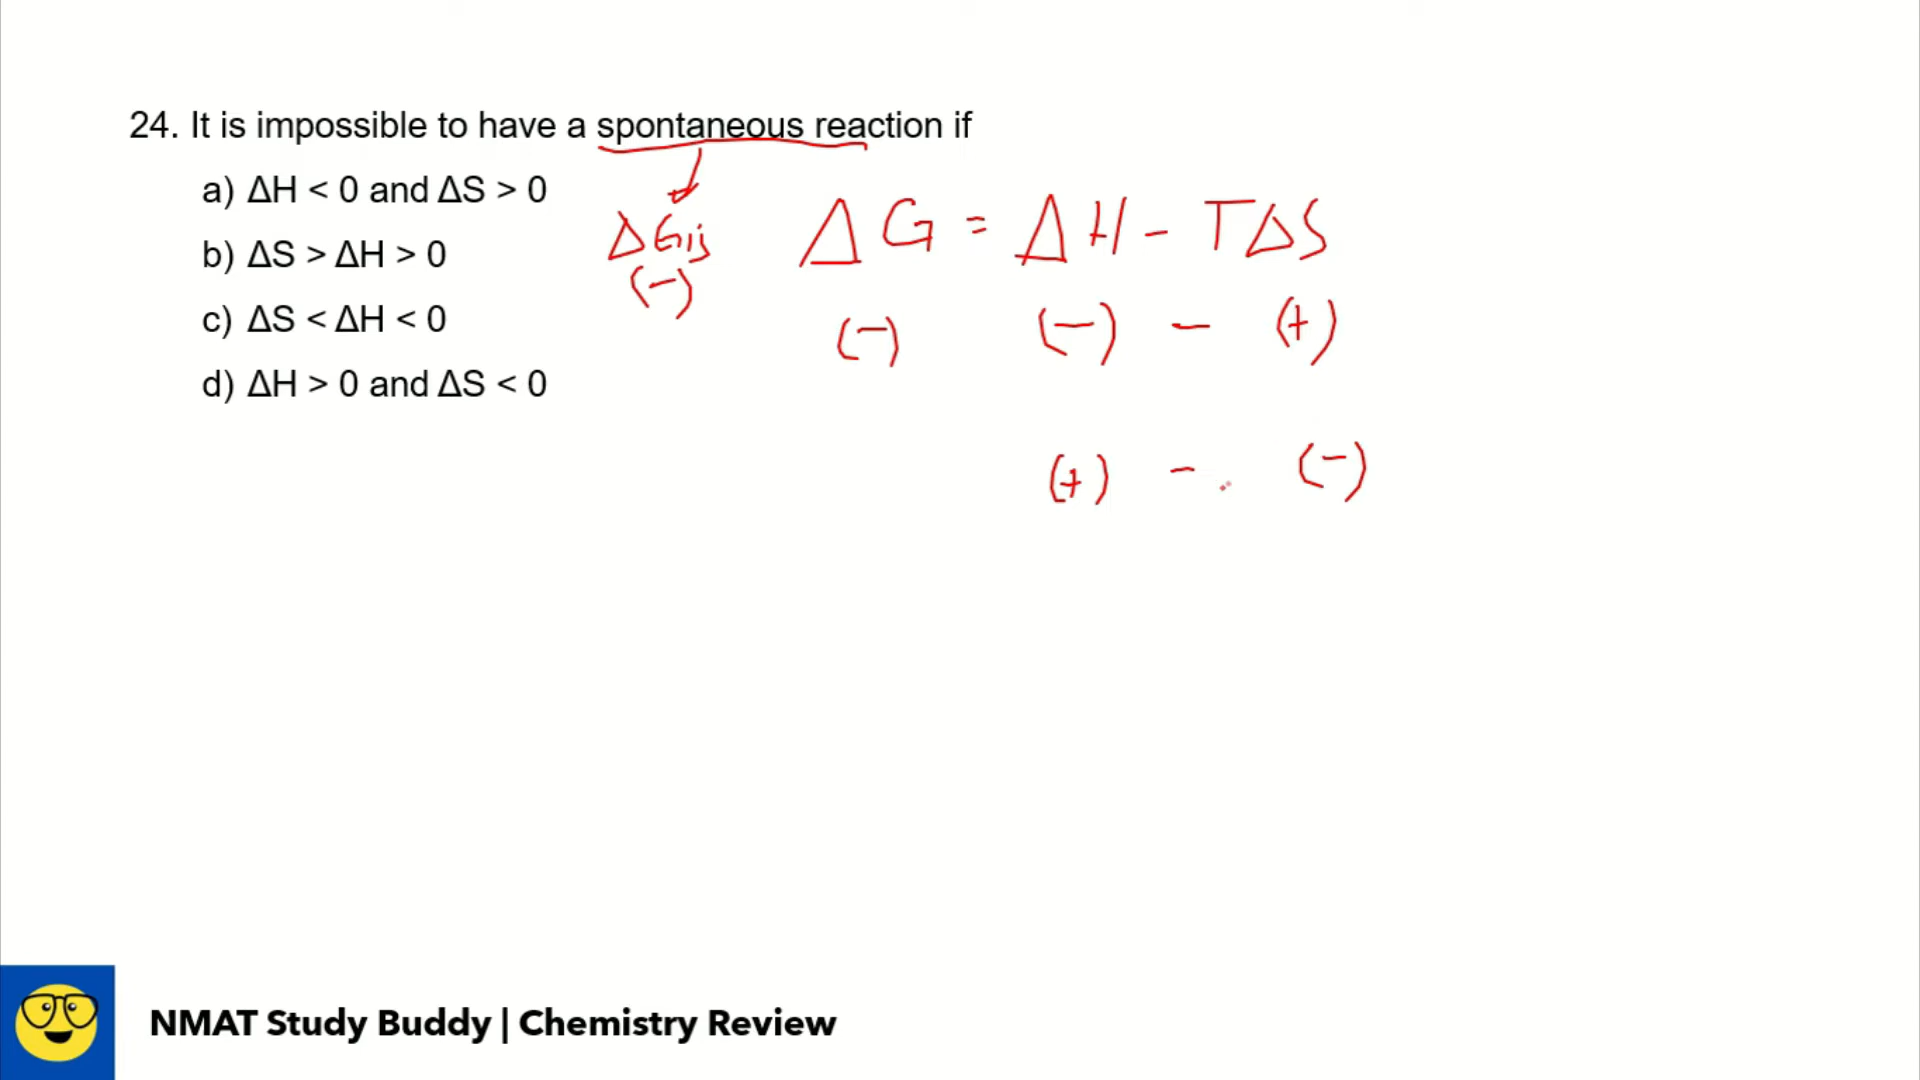 24. It is impossible to have a spontaneous reaction if
a) ΔH < 0 and ΔS > 0
b) ΔS > ΔH > 0
c) ΔS < ΔH < 0
d) ΔH > 0 and ΔS < 0
ΔG is
(-)
ΔG = ΔH - TΔS
(-) (-) - (+)
(+) - (-)
NMAT Study Buddy | Chemistry Review